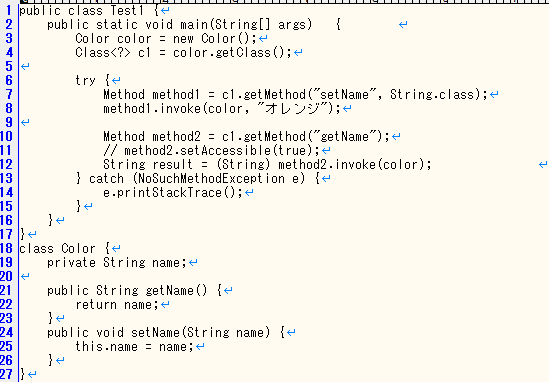 1 public class Test1 {↵
2     public static void main(String[] args)   {        ↵
3         Color color = new Color();↵
4         Class<?> c1 = color.getClass();↵
5 ↵
6         try {↵
7             Method method1 = c1.getMethod("setName", String.class);↵
8             method1.invoke(color, "オレンジ");↵
9 ↵
10             Method method2 = c1.getMethod("getName");↵
11             // method2.setAccessible(true);↵
12             String result = (String) method2.invoke(color);                ↵
13         } catch (NoSuchMethodException e) {↵
14             e.printStackTrace();↵
15         }↵
16     }↵
17 }↵
18 class Color {↵
19     private String name;↵
20 ↵
21     public String getName() {↵
22         return name;↵
23     }↵
24     public void setName(String name) {↵
25         this.name = name;↵
26     }↵
27 }↵